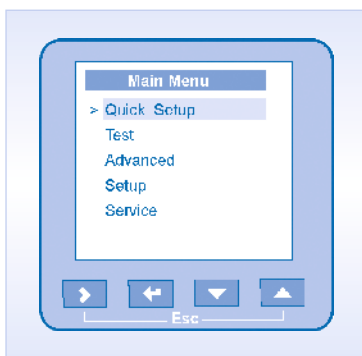 Main Menu
> Quick Setup
Test
Advanced
Setup
Service
Esc